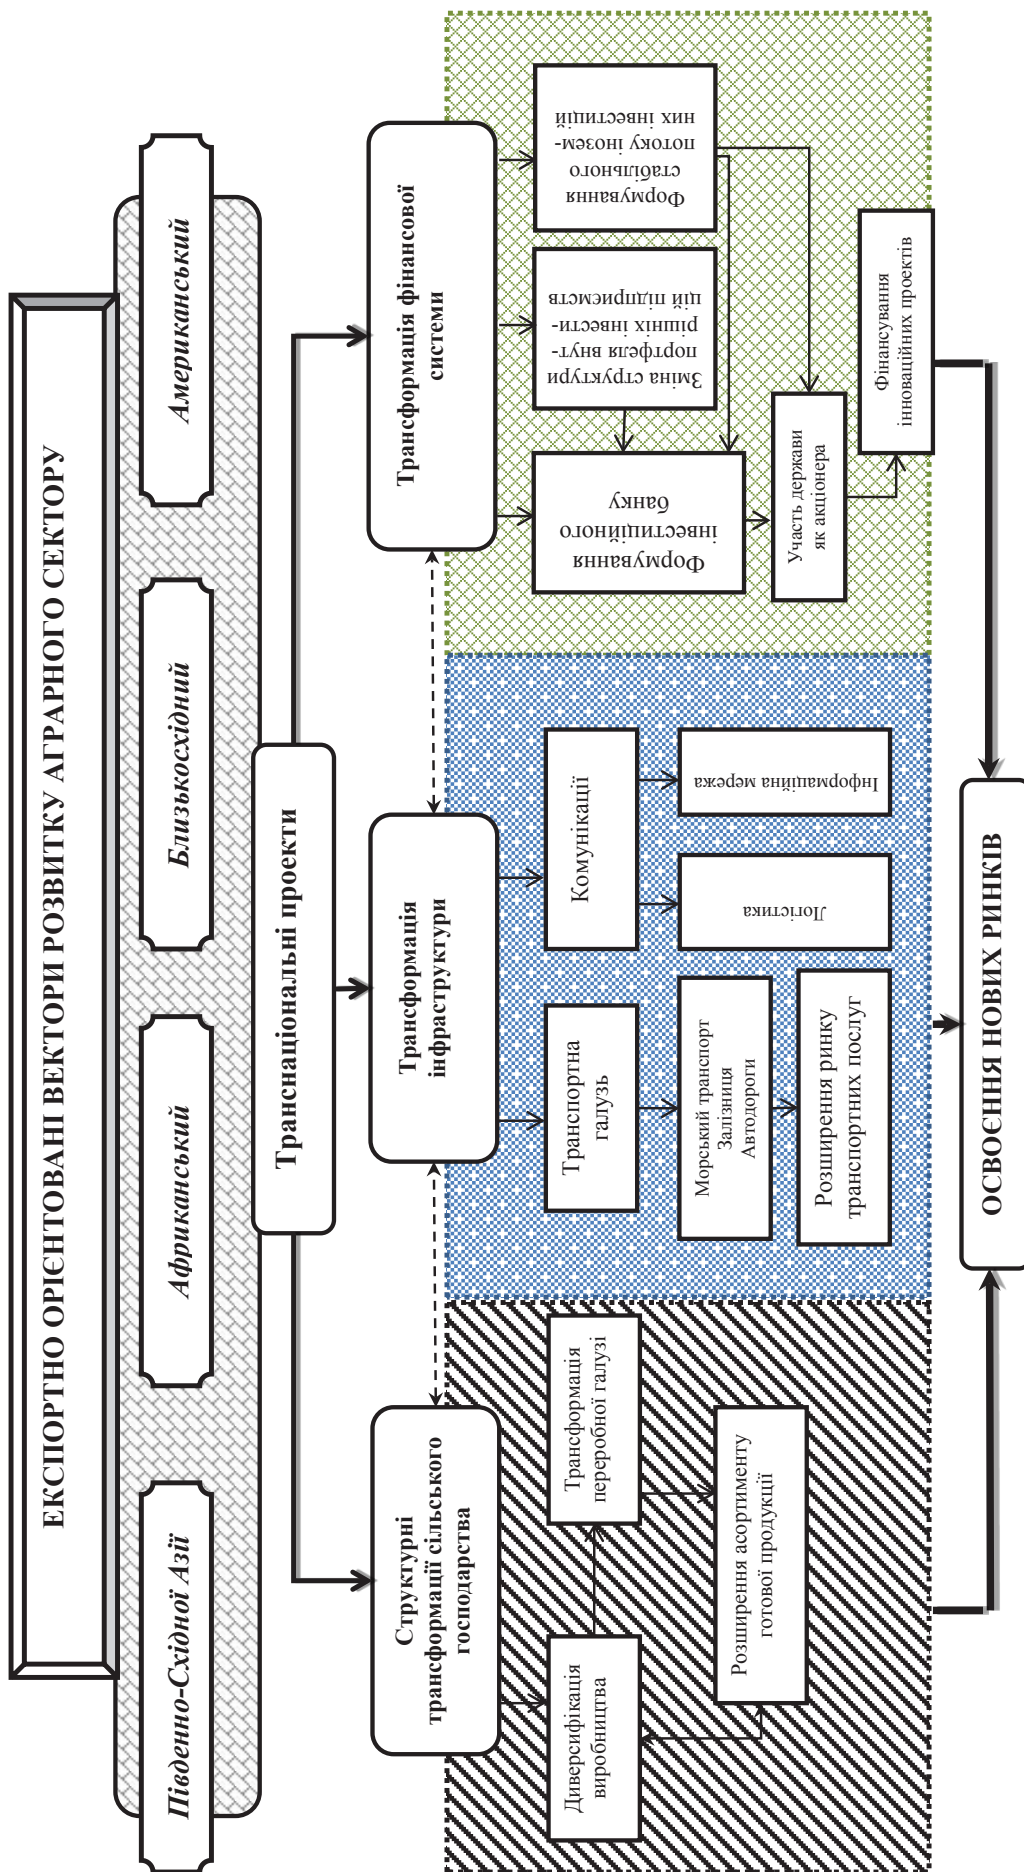 ЕКСПОРТНО ОРІЄНТОВАНІ ВЕКТОРИ РОЗВИТКУ АГРАРНОГО СЕКТОРУ
Південно-Східної Азії
Африканський
Близькосхідний
Американський
Транснаціональні проекти
Структурні
трансформації сільського
господарства
Трансформація
інфраструктури
Трансформація фінансової
системи
Диверсифікація
виробництва
Трансформація
переробної галузі
Розширення асортименту
готової продукції
Транспортна
галузь
Комунікації
Морський транспорт
Залізниця
Автодороги
Логістика
Інформаційна мережа
Розширення ринку
транспортних послуг
Формування
інвестиційного
банку
Зміна структури
портфеля внут-
рішніх інвести-
цій підприємств
Формування
стабільного
потоку інозем-
них інвестицій
Участь держави
як акціонера
Фінансування
інноваційних проектів
ОСВОЄННЯ НОВИХ РИНКІВ